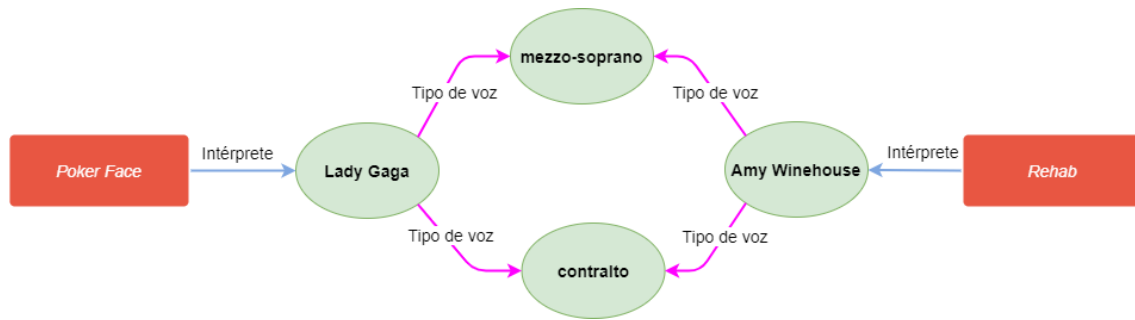 mezzo-soprano
Tipo de voz
Tipo de voz
Poker Face
Intérprete
Lady Gaga
Amy Winehouse
Intérprete
Rehab
Tipo de voz
Tipo de voz
contralto